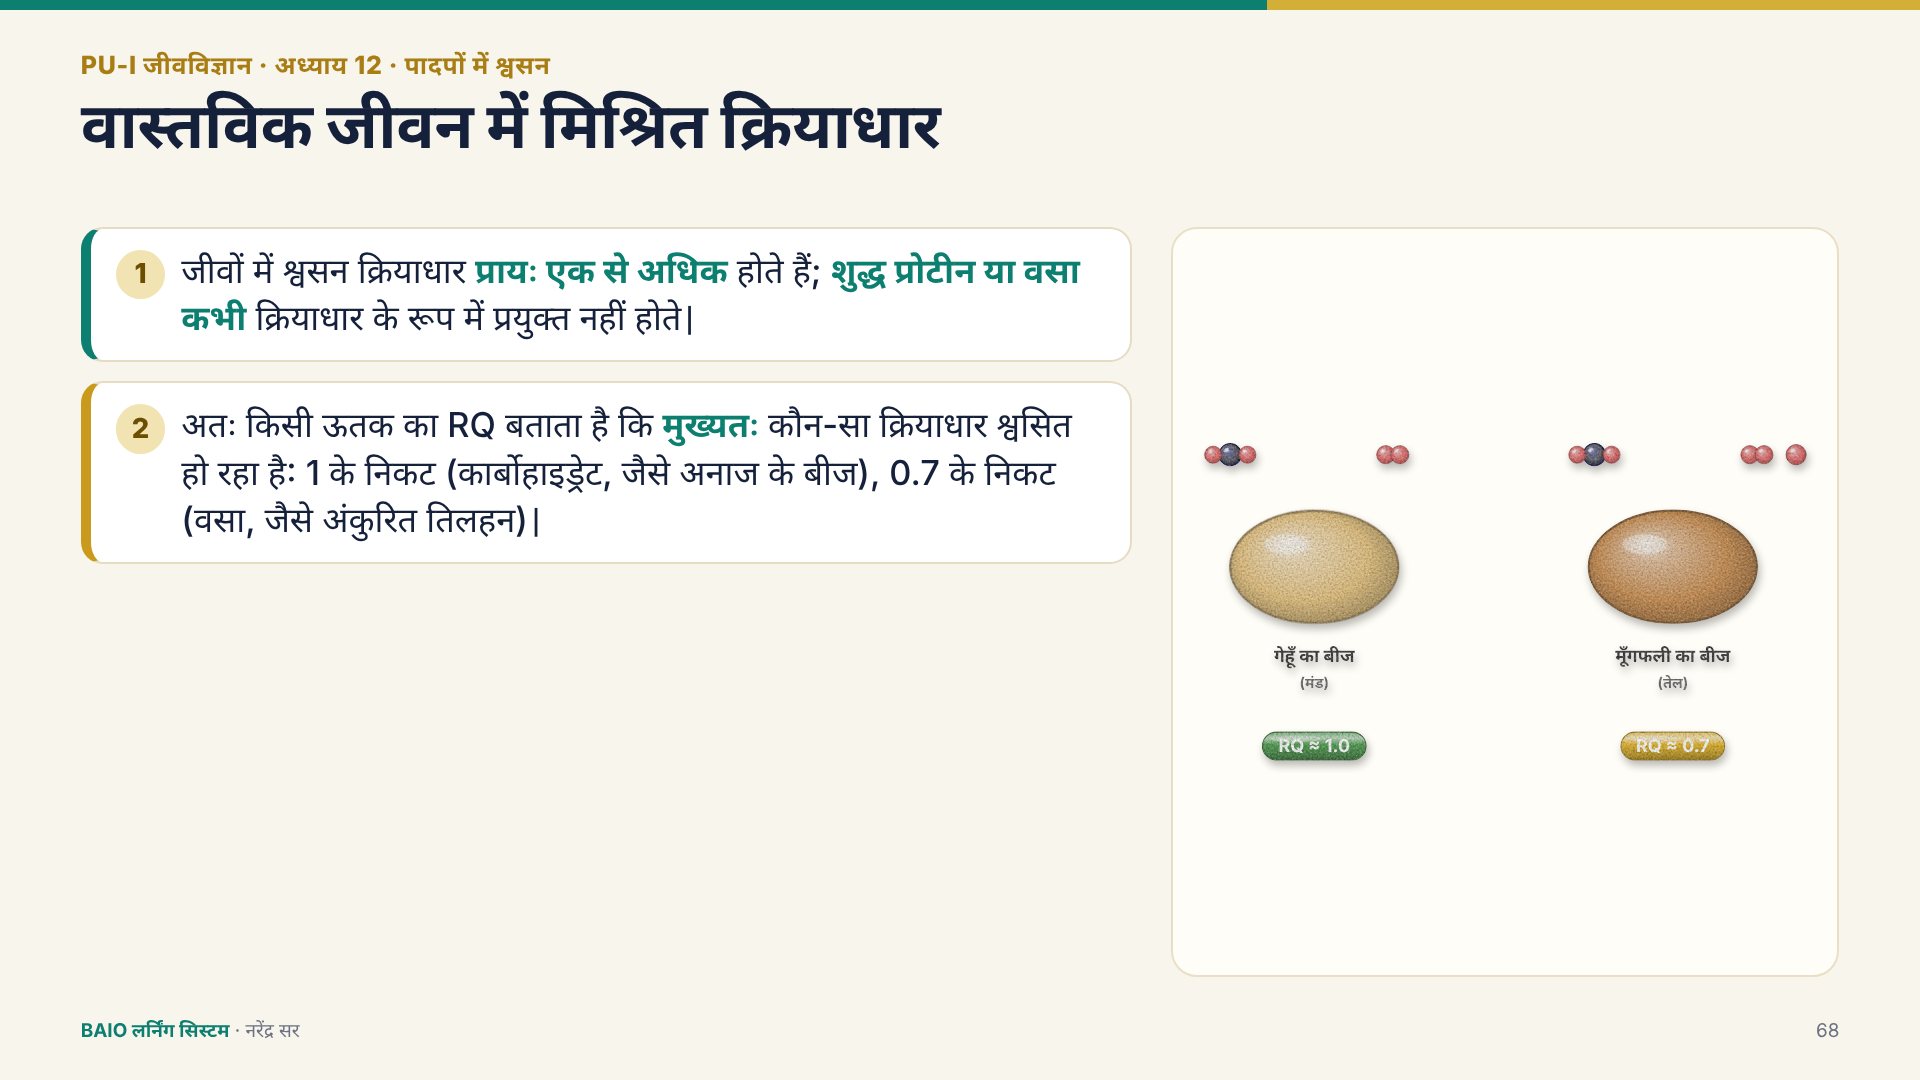 PU-I जीवविज्ञान · अध्याय 12 · पादपों में श्वसन
वास्तविक जीवन में मिश्रित क्रियाधार
1
जीवों में श्वसन क्रियाधार प्रायः एक से अधिक होते हैं; शुद्ध प्रोटीन या वसा
कभी क्रियाधार के रूप में प्रयुक्त नहीं होते|
2
अतः किसी ऊतक का RQ बताता है कि मुख्यतः कौन-सा क्रियाधार श्वसित
हो रहा है: 1 के निकट (कार्बोहाइड्रेट, जैसे अनाज के बीज), 0.7 के निकट
(वसा, जैसे अंकुरित तिलहन)|
गेहूँ का बीज
(मंड)
RQ ≈ 1.0
मूँगफली का बीज
(तेल)
RQ ≈ 0.7
BAIO लर्निंग सिस्टम · नरेंद्र सर
68